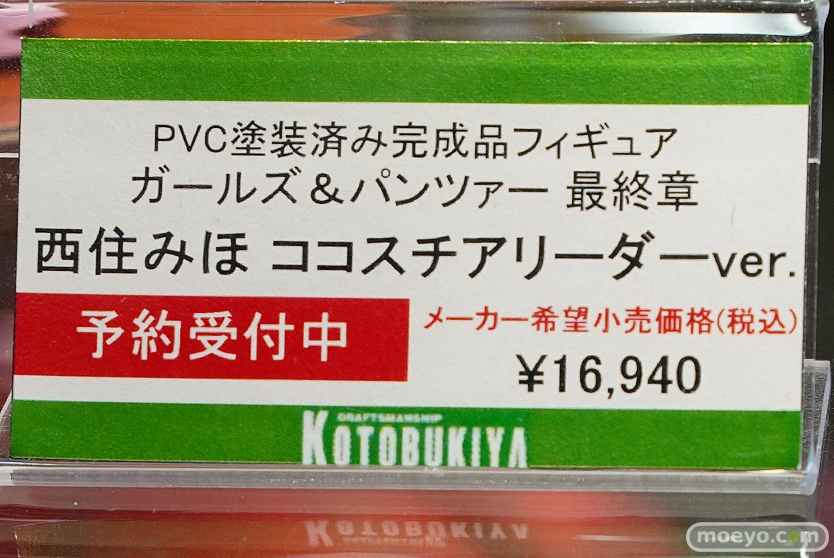 PVC塗装済み完成品フィギュア
ガールズ＆パンツァー 最終章
西住みほ ココスチアリーダーver.
予約受付中
メーカー希望小売価格(税込)
¥16,940
CRAFTSMANSHIP
KOTOBUKIYA
KOTOBUKIYA
moeyo.com